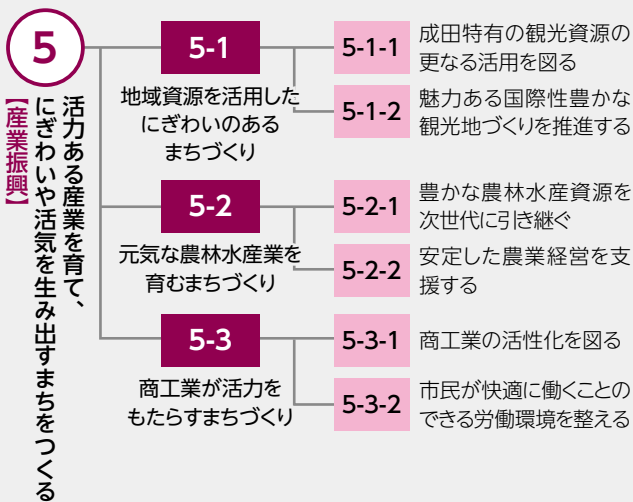 5
活力ある産業を育て、
にぎわいや活気を生み出すまちをつくる
【産業振興】
5-1
地域資源を活用した
にぎわいのある
まちづくり
5-1-1
成田特有の観光資源の
更なる活用を図る
5-1-2
魅力ある国際性豊かな
観光地づくりを推進する
5-2
元気な農林水産業を
育むまちづくり
5-2-1
豊かな農林水産資源を
次世代に引き継ぐ
5-2-2
安定した農業経営を支
援する
5-3
商工業が活力を
もたらすまちづくり
5-3-1
商工業の活性化を図る
5-3-2
市民が快適に働くことの
できる労働環境を整える